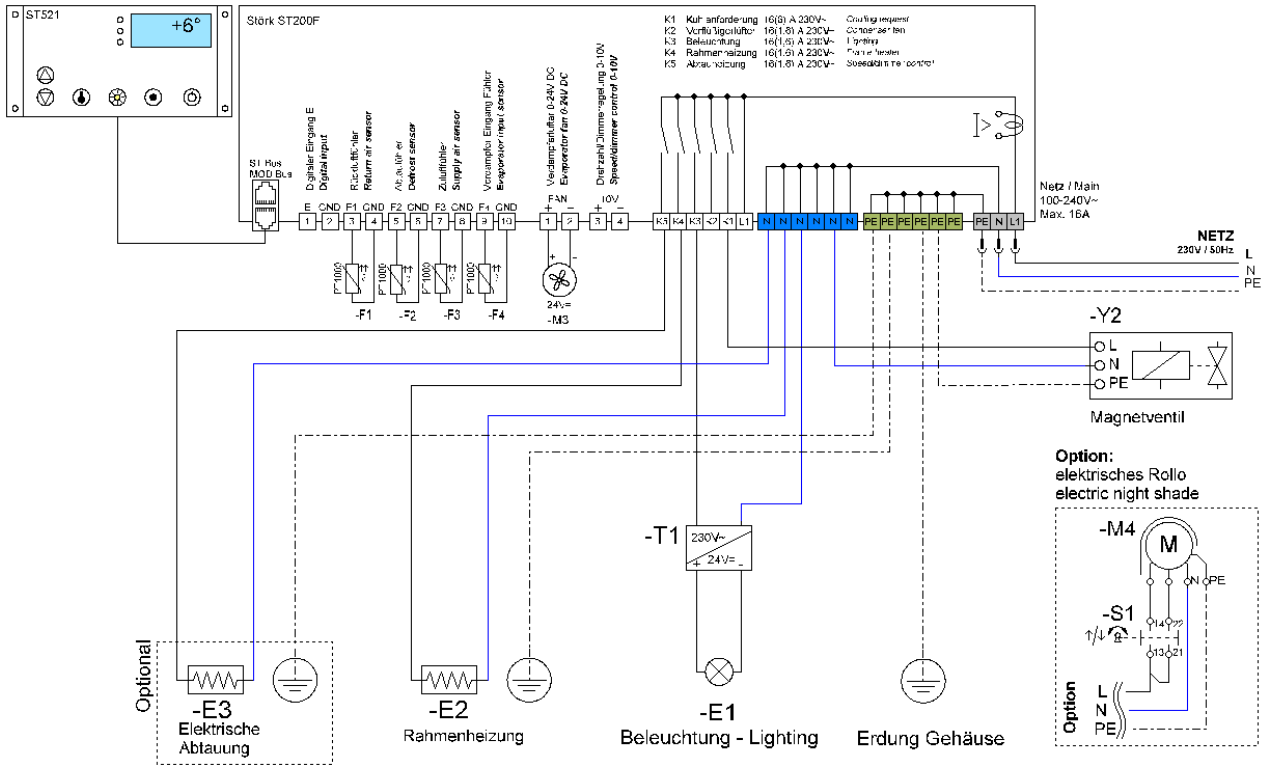 ST521
+6°
Störk ST200F
K1 Kühlanforderung 16(6) A 230V~ Cooling request
K2 16(1,6) A 230V~
K3 Beleuchtung 16(1,6) A 230V~ Lighting
K4 Rahmenheizung 16(1,6) A 230V~ Frame heater
K5 Abtauheizung 16(1,6) A 230V~ Speed/dimmer control
ST Bus
MOD Bus
Digitaler Eingang E
Digital input
Rückluftfühler
Return air sensor
Abtaufühler
Defrost sensor
Zuluftfühler
Supply air sensor
Verdampfer Eingang Fühler
Evaporator input sensor
Verdampferlüfter 0-24V DC
Evaporator fan 0-24V DC
Drehzahl/Dimmerregelung 0-10V
Speed/dimmer control 0-10V
E GND F1 GND F2 GND F3 GND F4 GND
1 2 3 4 5 6 7 8 9 10
FAN
+ -
1 2
10V
+ -
3 4
K5 K4 K3 K2 K1 L1
N N N N N N
PE PE PE PE PE PE
PE N L1
Netz / Main
100-240V~
Max. 16A
NETZ
230V / 50Hz
L
N
PE
PT1000 PT1000 PT1000 PT1000
-F1 -F2 -F3 -F4
+ -
24V=
-M3
-Y2
L
N
PE
Magnetventil
Option:
elektrisches Rollo
electric night shade
-M4
M
N PE
-S1
14 22
13 21
L
N
PE
Option
-T1
230V~
+ 24V= -
Optional
-E3
Elektrische
Abtauung
-E2
Rahmenheizung
-E1
Beleuchtung - Lighting
Erdung Gehäuse